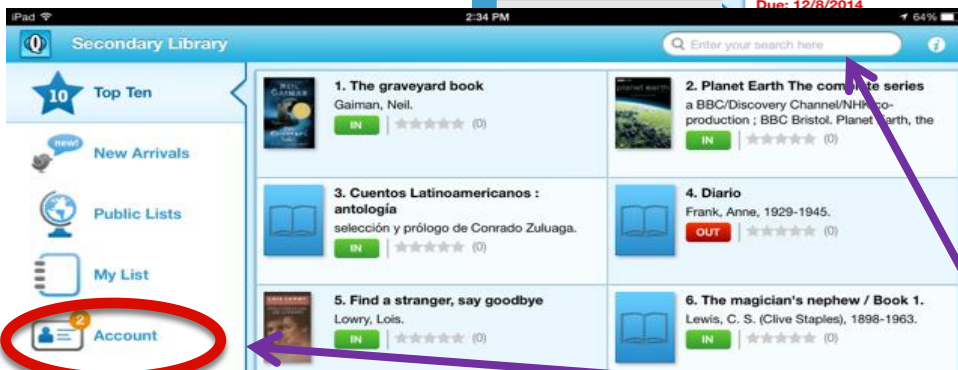 Due: 12/8/2014
iPad 2:34 PM 64%
Secondary Library
Enter your search here
10 Top Ten
new! New Arrivals
Public Lists
My List
2 Account
1. The graveyard book
Gaiman, Neil.
IN (0)
2. Planet Earth The complete series
a BBC/Discovery Channel/NHK co-
production ; BBC Bristol. Planet Earth, the
IN (0)
3. Cuentos Latinoamericanos :
antología
selección y prólogo de Conrado Zuluaga.
IN (0)
4. Diario
Frank, Anne, 1929-1945.
OUT (0)
5. Find a stranger, say goodbye
Lowry, Lois.
IN (0)
6. The magician's nephew / Book 1.
Lewis, C. S. (Clive Staples), 1898-1963.
IN (0)